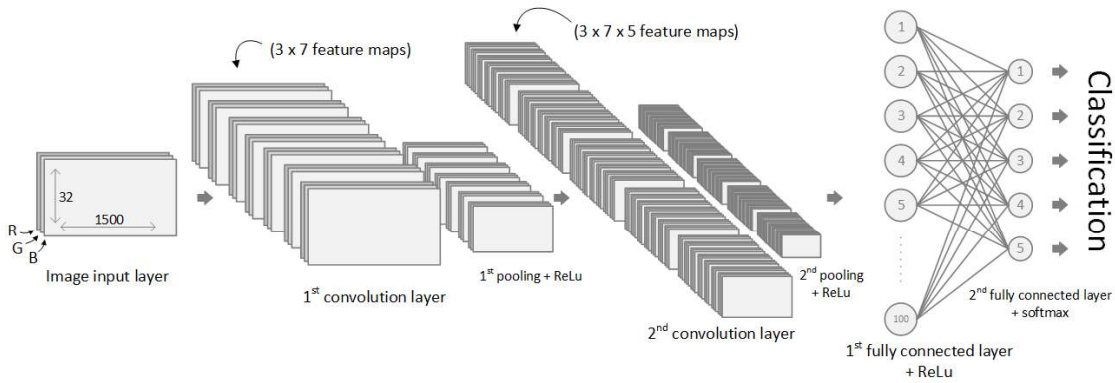 (3 x 7 feature maps)
(3 x 7 x 5 feature maps)
32
1500
R
G
B
Image input layer
1st convolution layer
1st pooling + ReLu
2nd convolution layer
2nd pooling
+ ReLu
1
2
3
4
5
100
1st fully connected layer
+ ReLu
1
2
3
4
5
2nd fully connected layer
+ softmax
Classification